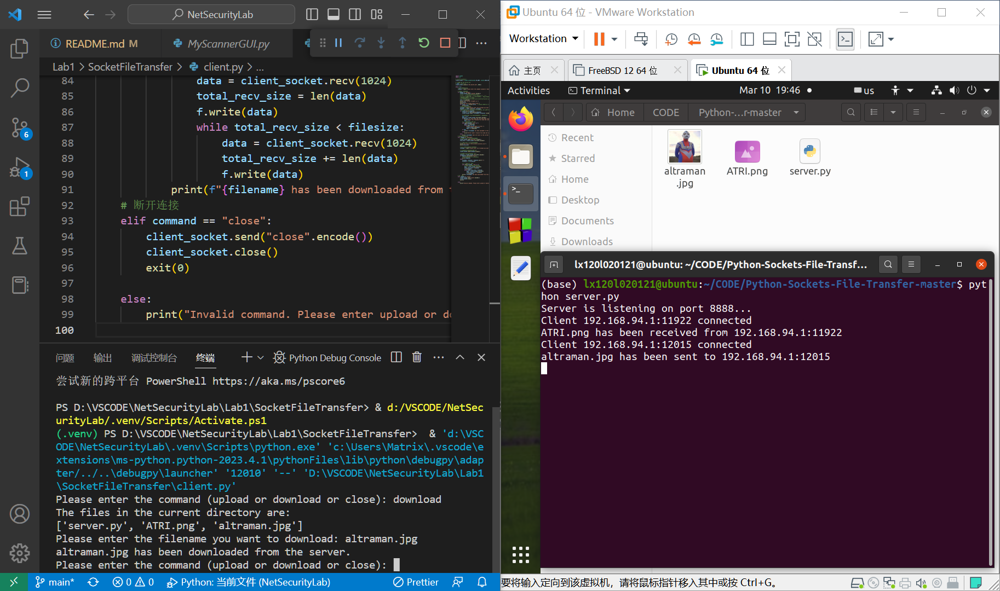 NetSecurityLab
README.md M
MyScannerGUI.py
Lab1 > SocketFileTransfer > client.py > ...
84 data = client_socket.recv(1024)
85 total_recv_size = len(data)
86 f.write(data)
87 while total_recv_size < filesize:
88 data = client_socket.recv(1024)
89 total_recv_size += len(data)
90 f.write(data)
91 print(f"{filename} has been downloaded from
92 # 断开连接
93 elif command == "close":
94 client_socket.send("close".encode())
95 client_socket.close()
96 exit(0)
97
98 else:
99 print("Invalid command. Please enter upload or do
100
6
1
问题 输出 调试控制台 终端 Python Debug Console
尝试新的跨平台 PowerShell https://aka.ms/pscore6
PS D:\VSCODE\NetSecurityLab\Lab1\SocketFileTransfer> & d:/VSCODE/NetSec
urityLab/.venv/Scripts/Activate.ps1
(.venv) PS D:\VSCODE\NetSecurityLab\Lab1\SocketFileTransfer> & 'd:\VSC
ODE\NetSecurityLab\.venv\Scripts\python.exe' 'c:\Users\Matrix\.vscode\e
xtensions\ms-python.python-2023.4.1\pythonFiles\lib\python\debugpy\adap
ter/../..\debugpy\launcher' '12010' '--' 'D:\VSCODE\NetSecurityLab\Lab1
\SocketFileTransfer\client.py'
Please enter the command (upload or download or close): download
The files in the current directory are:
['server.py', 'ATRI.png', 'altraman.jpg']
Please enter the filename you want to download: altraman.jpg
altraman.jpg has been downloaded from the server.
Please enter the command (upload or download or close):
main* 0 0 Python: 当前文件 (NetSecurityLab) Prettier
Ubuntu 64 位 - VMware Workstation
Workstation
主页 FreeBSD 12 64 位 Ubuntu 64 位
Activities Terminal Mar 10 19:46 us
Home CODE Python-...r-master
Recent
Starred
Home
Desktop
Documents
Downloads
altraman
.jpg
ATRI.png
server.py
lx120l020121@ubuntu: ~/CODE/Python-Sockets-File-Transf...
(base) lx120l020121@ubuntu:~/CODE/Python-Sockets-File-Transfer-master$ pyt
hon server.py
Server is listening on port 8888...
Client 192.168.94.1:11922 connected
ATRI.png has been received from 192.168.94.1:11922
Client 192.168.94.1:12015 connected
altraman.jpg has been sent to 192.168.94.1:12015
要将输入定向到该虚拟机，请将鼠标指针移入其中或按 Ctrl+G。